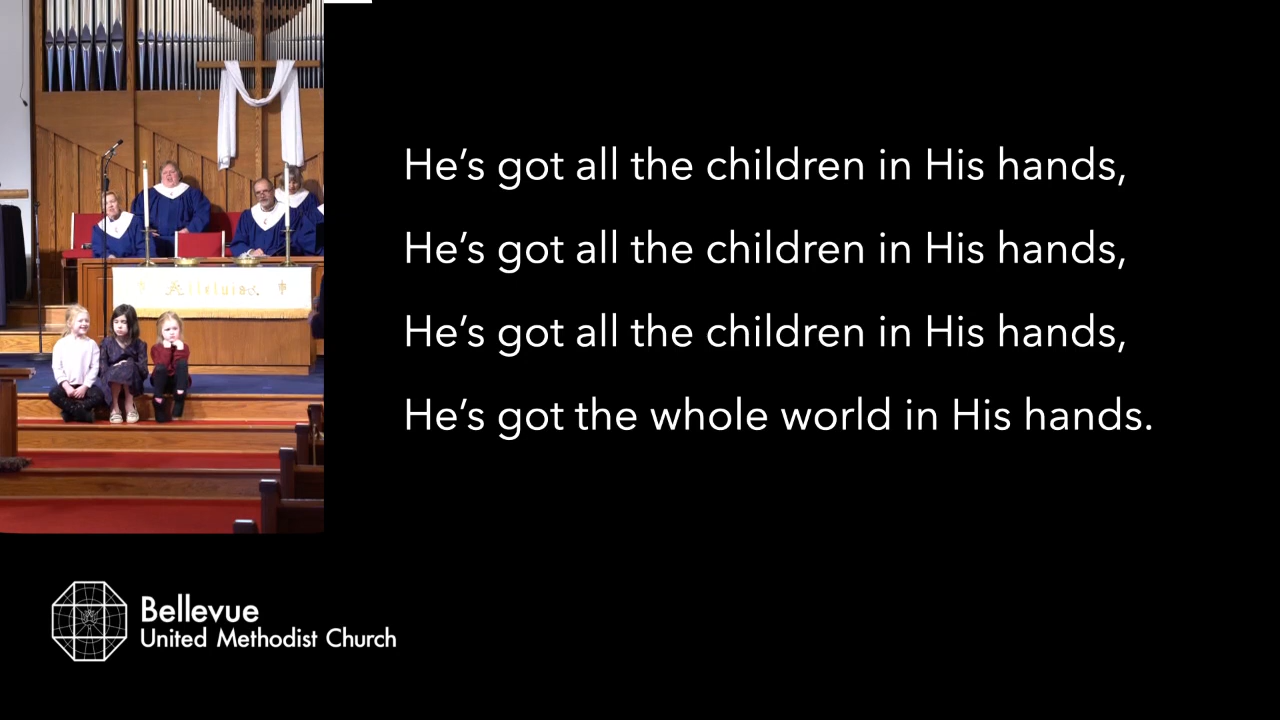 He’s got all the children in His hands,
He’s got all the children in His hands,
He’s got all the children in His hands,
He’s got the whole world in His hands.
Alleluia
Bellevue
United Methodist Church